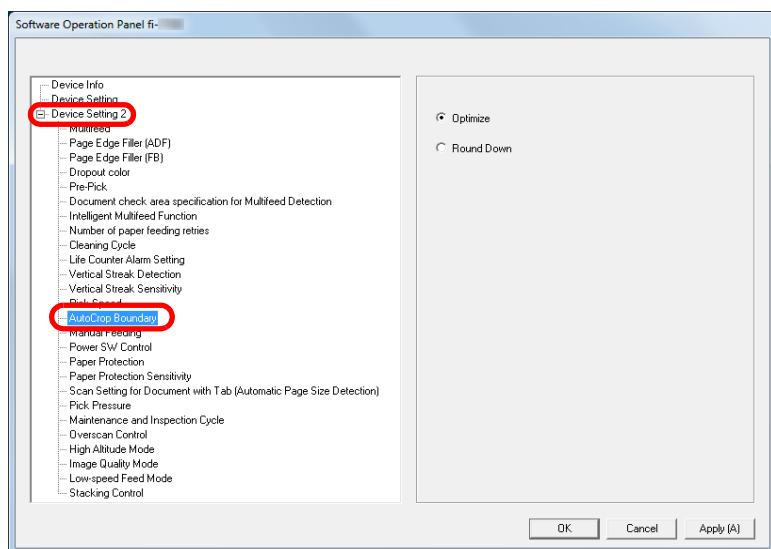 Software Operation Panel fi-
Device Info
Device Setting
Device Setting 2
Multifeed
Page Edge Filler (ADF)
Page Edge Filler (FB)
Dropout color
Pre-Pick
Document check area specification for Multifeed Detection
Intelligent Multifeed Function
Number of paper feeding retries
Cleaning Cycle
Life Counter Alarm Setting
Vertical Streak Detection
Vertical Streak Sensitivity
Pick Speed
AutoCrop Boundary
Manual Feeding
Power SW Control
Paper Protection
Paper Protection Sensitivity
Scan Setting for Document with Tab (Automatic Page Size Detection)
Pick Pressure
Maintenance and Inspection Cycle
Overscan Control
High Altitude Mode
Image Quality Mode
Low-speed Feed Mode
Stacking Control
Optimize
Round Down
OK Cancel Apply (A)